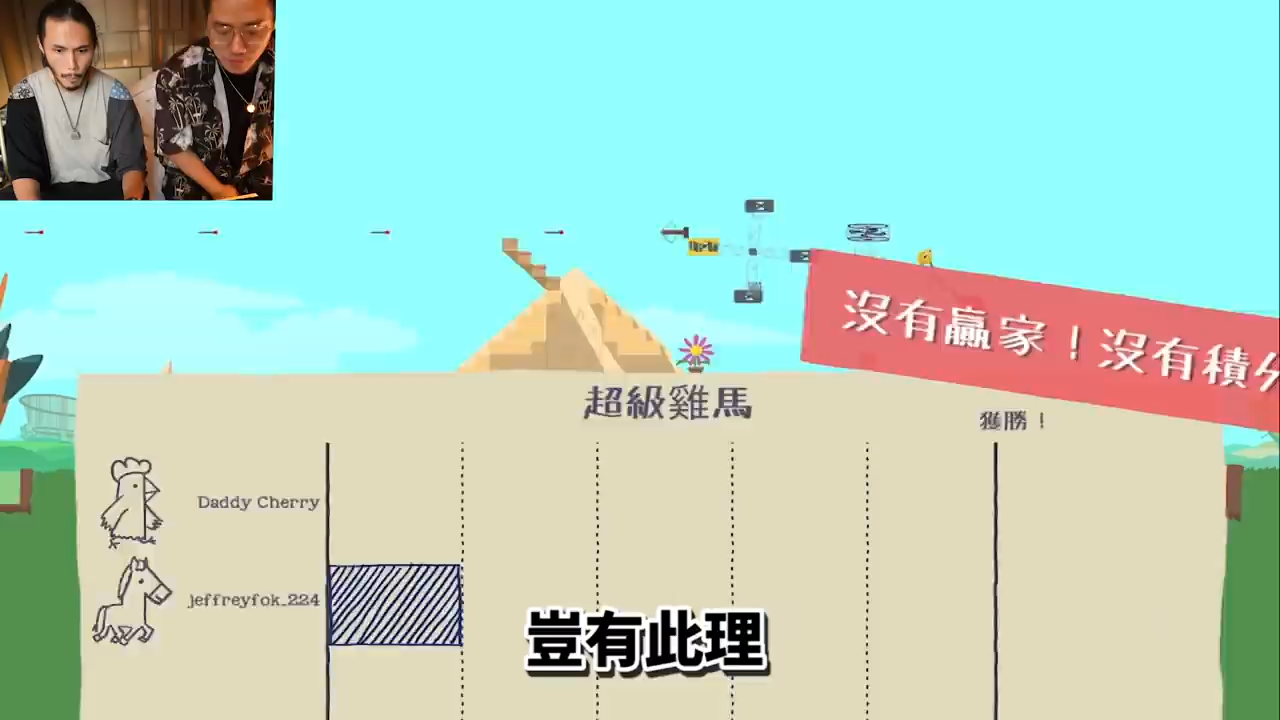 沒有贏家！沒有積分
超級雞馬
獲勝！
Daddy Cherry
jeffreyfok_224
豈有此理